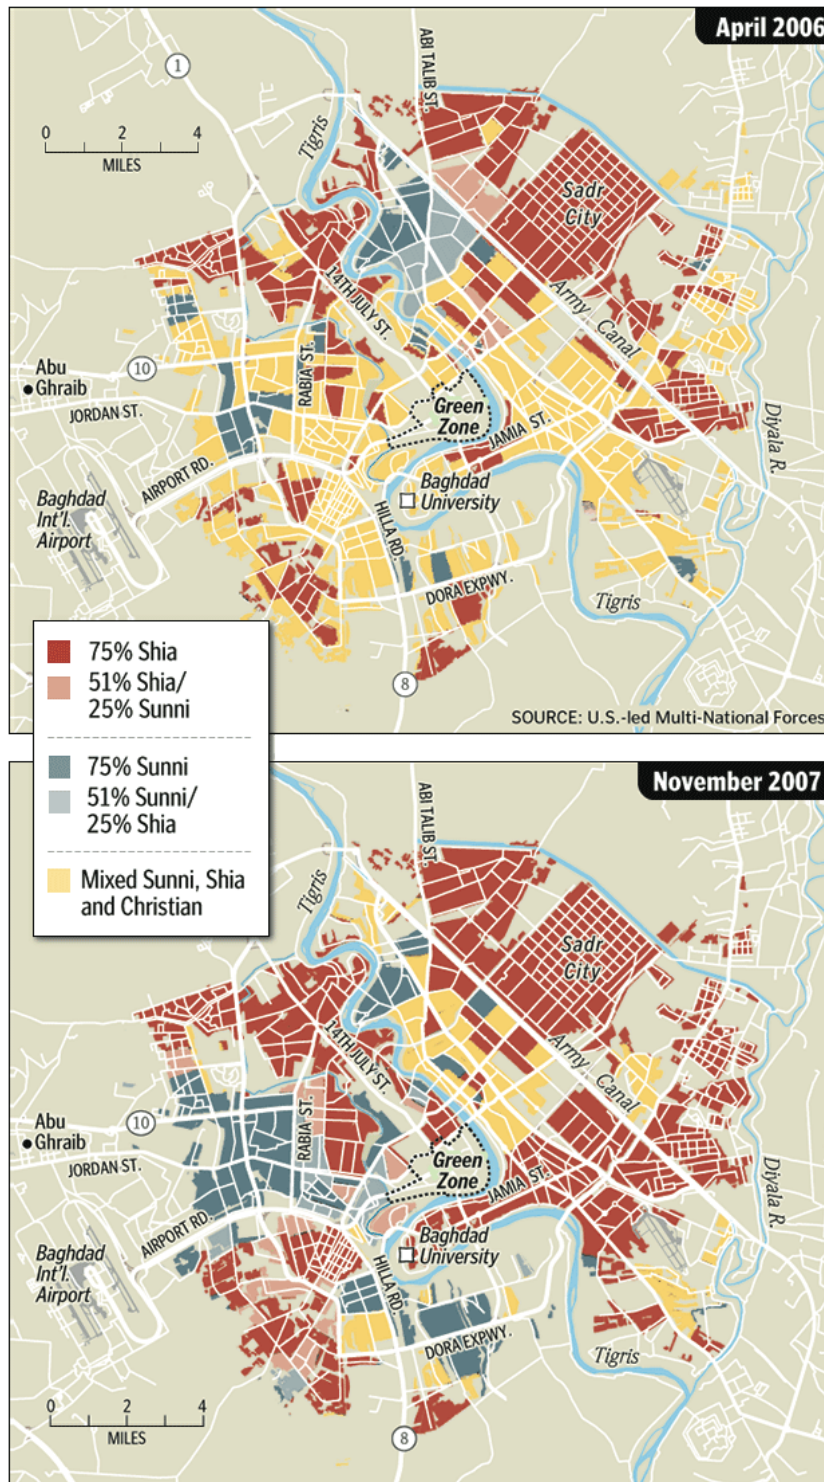 April 2006
1
ABI TALIB ST.
0 2 4
MILES
Tigris
Sadr
City
14TH JULY ST.
Army Canal
RABIA ST.
Abu
Ghraib
10
JORDAN ST.
Green
Zone
JAMIA ST.
Diyala R.
AIRPORT RD.
Baghdad
Int'l.
Airport
Baghdad
University
HILLA RD.
DORA EXPWY.
Tigris
8
SOURCE: U.S.-led Multi-National Forces
75% Shia
51% Shia/
25% Sunni
75% Sunni
51% Sunni/
25% Shia
Mixed Sunni, Shia
and Christian
November 2007
ABI TALIB ST.
Tigris
Sadr
City
14TH JULY ST.
Army Canal
RABIA ST.
Abu
Ghraib
10
JORDAN ST.
Green
Zone
JAMIA ST.
Diyala R.
AIRPORT RD.
Baghdad
Int'l.
Airport
Baghdad
University
HILLA RD.
DORA EXPWY.
Tigris
0 2 4
MILES
8